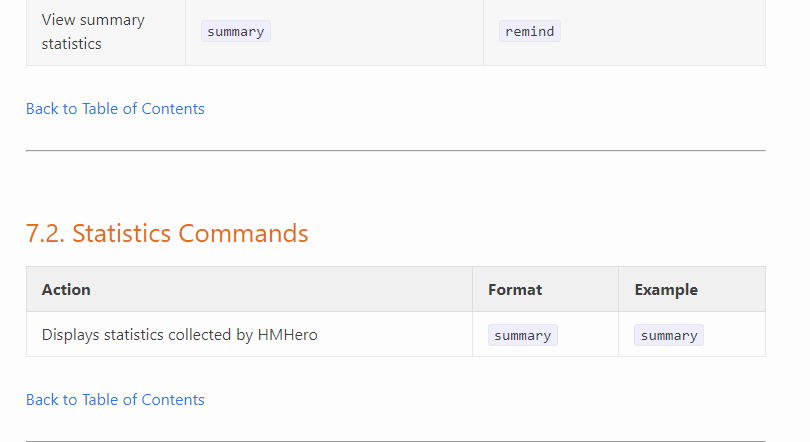 View summary
statistics
summary
remind
Back to Table of Contents
7.2. Statistics Commands
Action Format Example
Displays statistics collected by HMHero summary summary
Back to Table of Contents